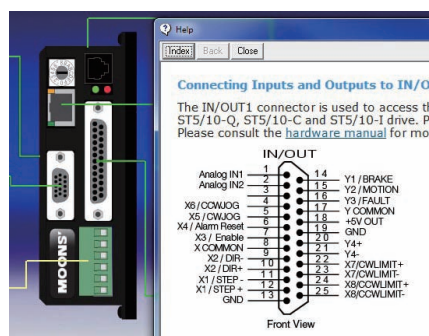 Help
Index Back Close
Connecting Inputs and Outputs to IN/O
The IN/OUT1 connector is used to access th
ST5/10-Q, ST5/10-C and ST5/10-I drive. P
Please consult the hardware manual for mo
IN/OUT
Analog IN1 1
Analog IN2 2
3
X6/CCWJOG 4
X5/CWJOG 5
X4/Alarm Reset 6
X3/ Enable 7
X COMMON 8
X2/DIR- 9
X2/DIR+ 10
X1/STEP- 11
X1/STEP+ 12
GND 13
14 Y1/BRAKE
15 Y2/MOTION
16 Y3/FAULT
17 Y COMMON
18 +5V OUT
19 GND
20 Y4+
21 Y4-
22 X7/CWLIMIT+
23 X7/CWLIMIT-
24 X8/CCWLIMIT+
25 X8/CCWLIMIT-
Front View
MOONS'